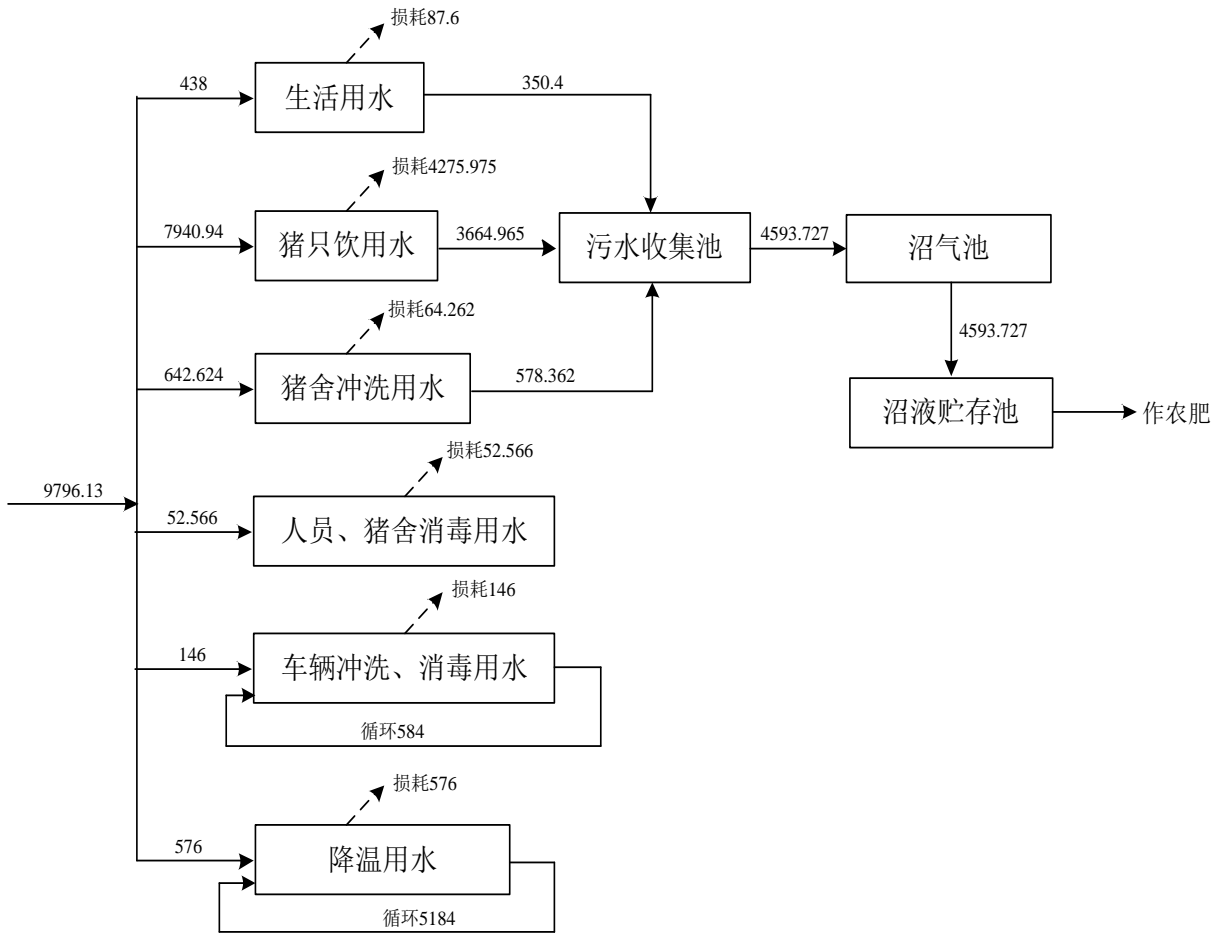 损耗87.6
438
生活用水
350.4
损耗4275.975
7940.94
猪只饮用水
3664.965
污水收集池
4593.727
沼气池
损耗64.262
4593.727
642.624
猪舍冲洗用水
578.362
沼液贮存池
作农肥
损耗52.566
9796.13
52.566
人员、猪舍消毒用水
损耗146
146
车辆冲洗、消毒用水
循环584
损耗576
576
降温用水
循环5184